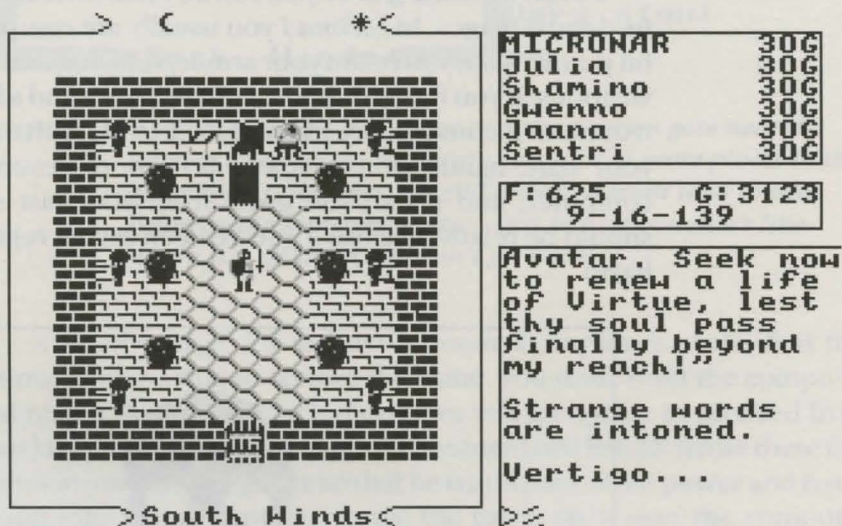 MICRONAR 30G
Julia 30G
Shamino 30G
Gwenno 30G
Jaana 30G
Sentri 30G
F:625 G:3123
9-16-139
Avatar. Seek now
to renew a life
of Virtue, lest
thy soul pass
finally beyond
my reach!"
Strange words
are intoned.
Vertigo...
>South Winds<